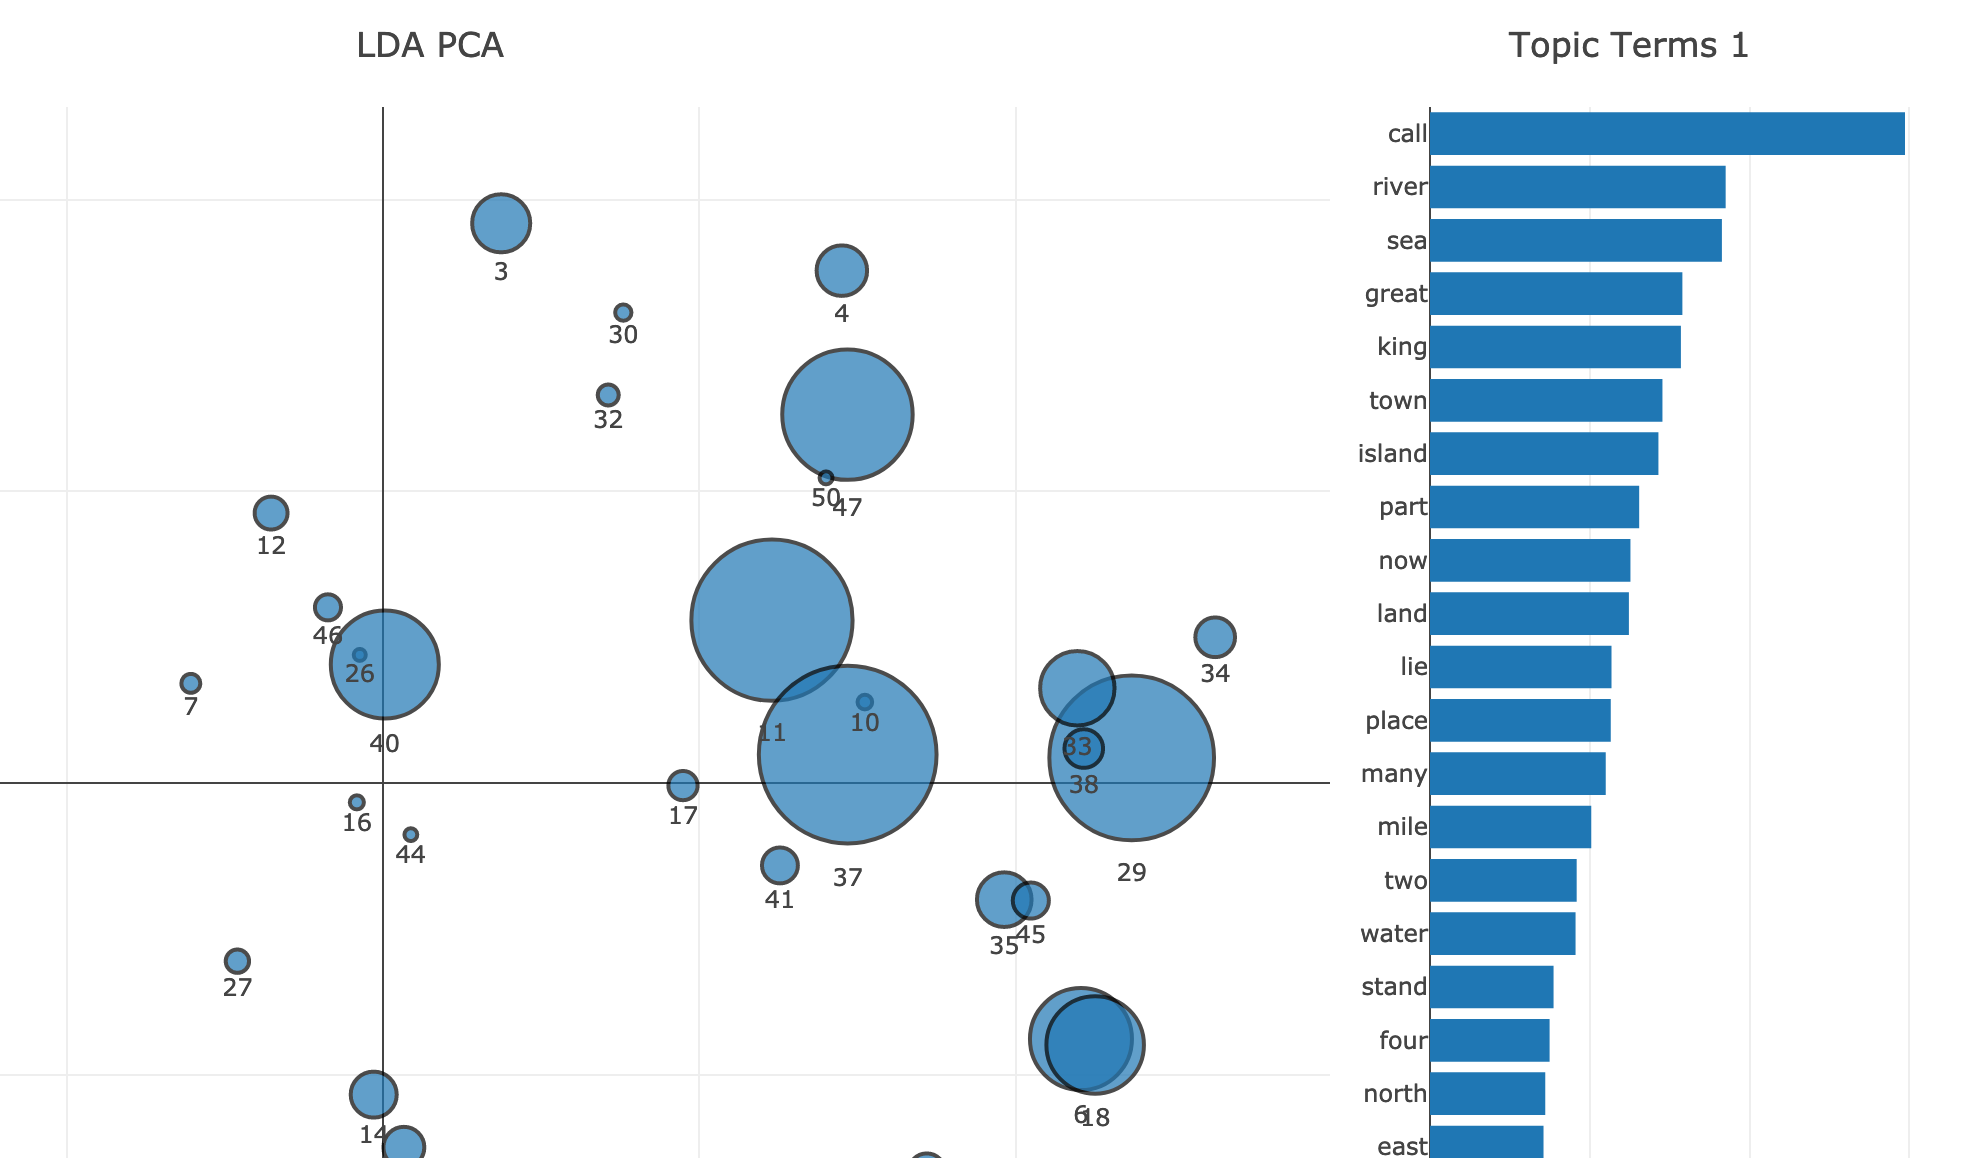 LDA PCA
3
4
30
32
50
47
12
46
26
7
40
11
10
34
33
38
16
17
44
41
37
29
35
45
27
6
18
14
Topic Terms 1
call
river
sea
great
king
town
island
part
now
land
lie
place
many
mile
two
water
stand
four
north
east